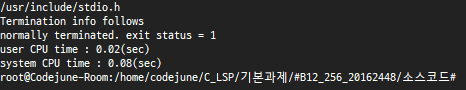 /usr/include/stdio.h
Termination info follows
normally terminated. exit status = 1
user CPU time : 0.02(sec)
system CPU time : 0.08(sec)
root@Codejune-Room:/home/codejune/C_LSP/기본과제/#B12_256_20162448/소스코드#